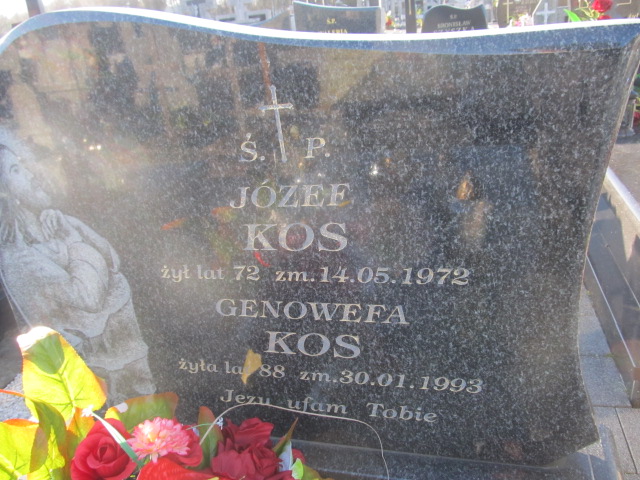 Ś. P.
JÓZEF
KOS
żył lat 72 zm. 14.05.1972
GENOWEFA
KOS
żyła lat 88 zm. 30.01.1993
Jezu ufam Tobie
Ś.P.
Ś.P.
BRONISŁAW